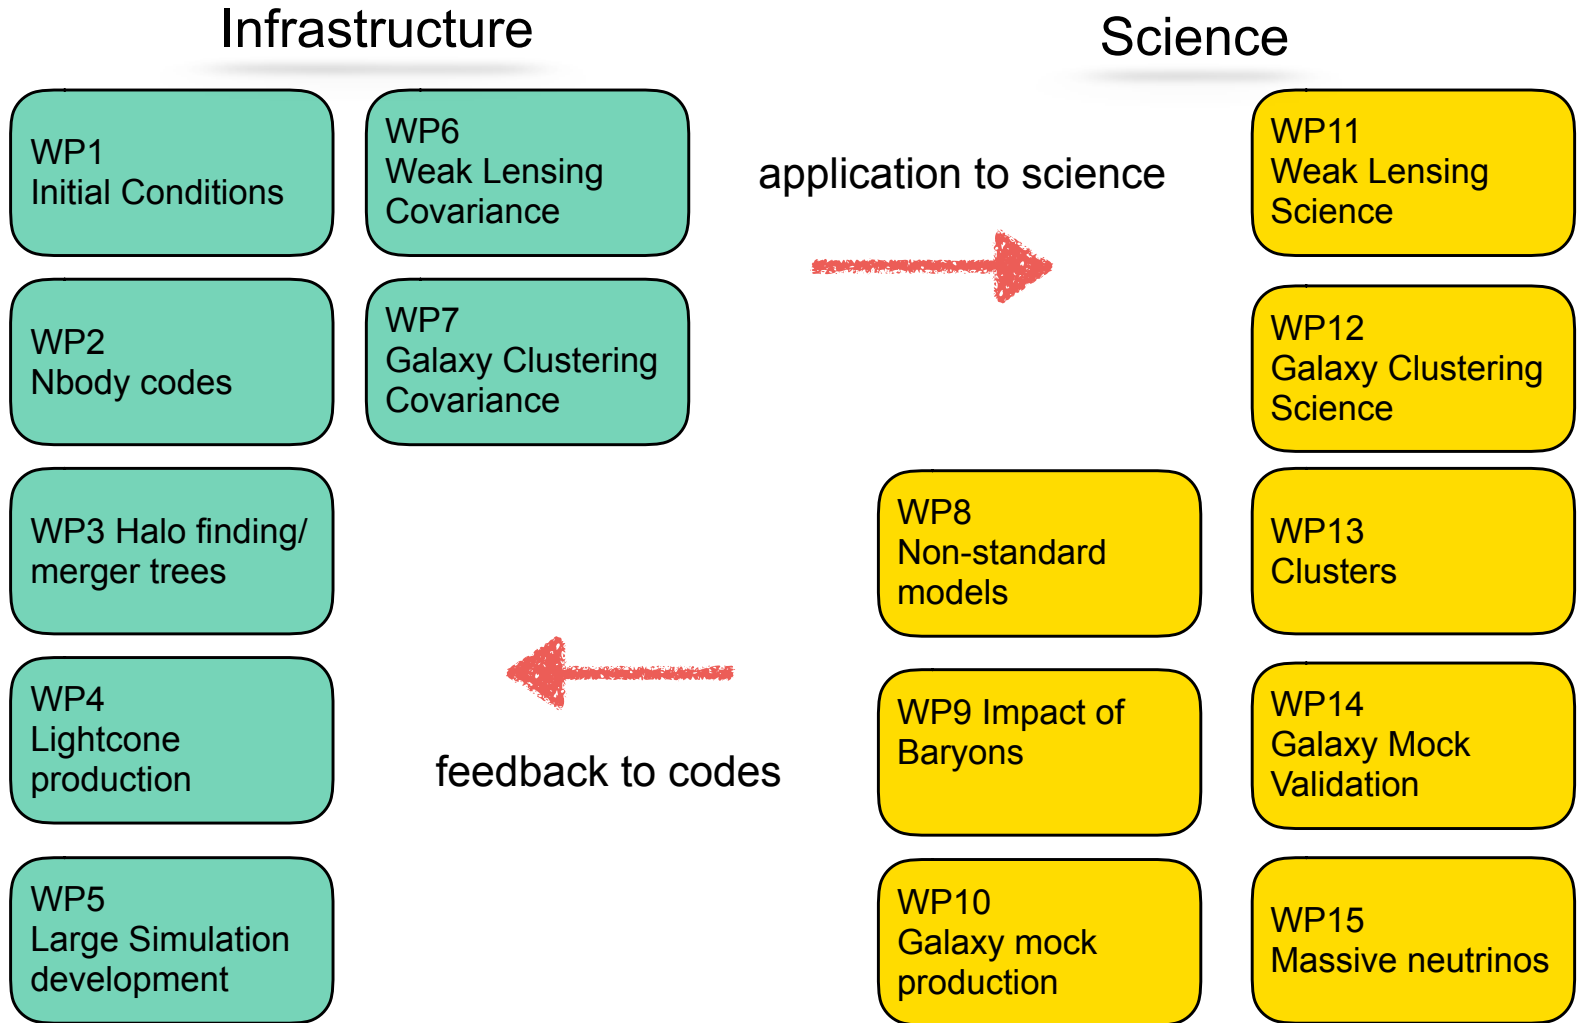 Infrastructure
Science
WP1
Initial Conditions
WP2
Nbody codes
WP3 Halo finding/
merger trees
WP4
Lightcone
production
WP5
Large Simulation
development
WP6
Weak Lensing
Covariance
WP7
Galaxy Clustering
Covariance
application to science
feedback to codes
WP8
Non-standard
models
WP9 Impact of
Baryons
WP10
Galaxy mock
production
WP11
Weak Lensing
Science
WP12
Galaxy Clustering
Science
WP13
Clusters
WP14
Galaxy Mock
Validation
WP15
Massive neutrinos